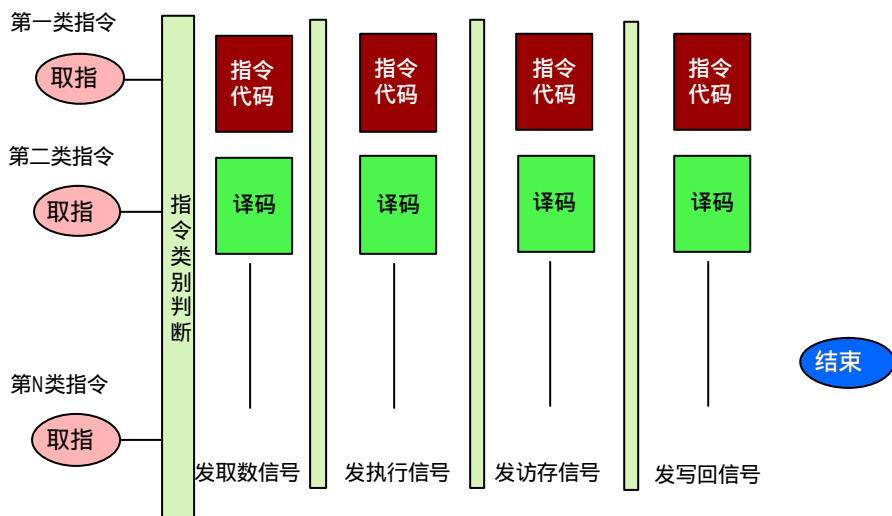 第一类指令
取指
指令
代码
指令
代码
指令
代码
指令
代码
第二类指令
取指
译码
译码
译码
译码
指令类别判断
结束
第N类指令
取指
发取数信号
发执行信号
发访存信号
发写回信号